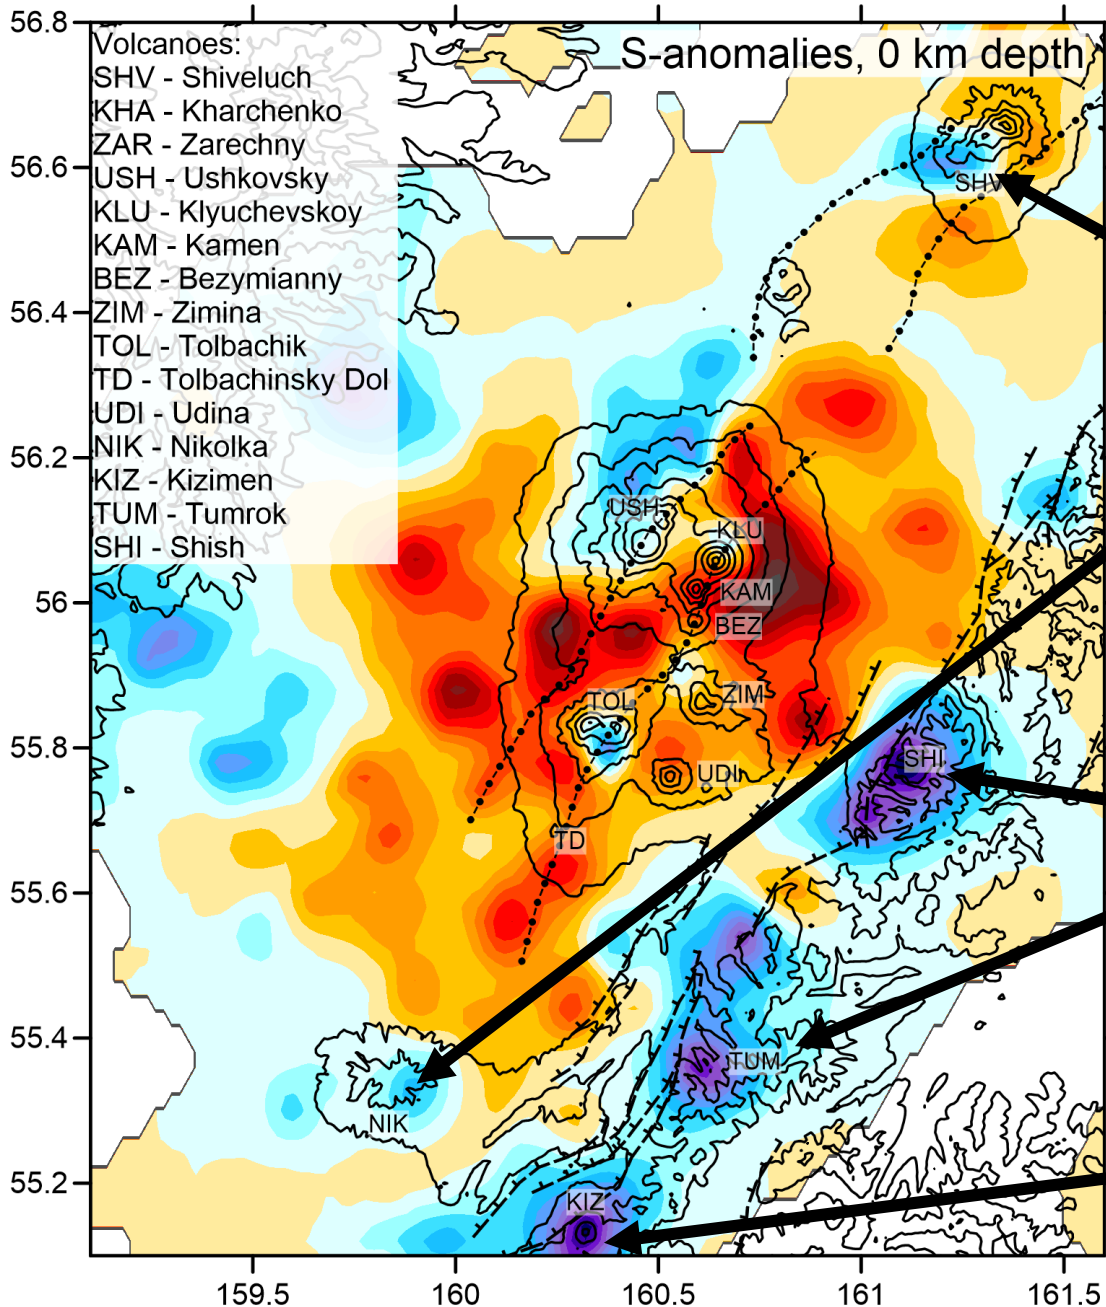 56.8
Volcanoes:
S-anomalies, 0 km depth
SHV - Shiveluch
KHA - Kharchenko
ZAR - Zarechny
56.6
USH - Ushkovsky
SHV
KLU - Klyuchevskoy
KAM - Kamen
BEZ - Bezymianny
56.4
ZIM - Zimina
TOL - Tolbachik
TD - Tolbachinsky Dol
UDI - Udina
NIK - Nikolka
56.2
KIZ - Kizimen
TUM - Tumrok
SHI - Shish
USH
KLU
56
KAM
BEZ
ZIM
TOL
55.8
SHI
UDI
TD
55.6
55.4
TUM
NIK
55.2
KIZ
159.5
160
160.5
161
161.5